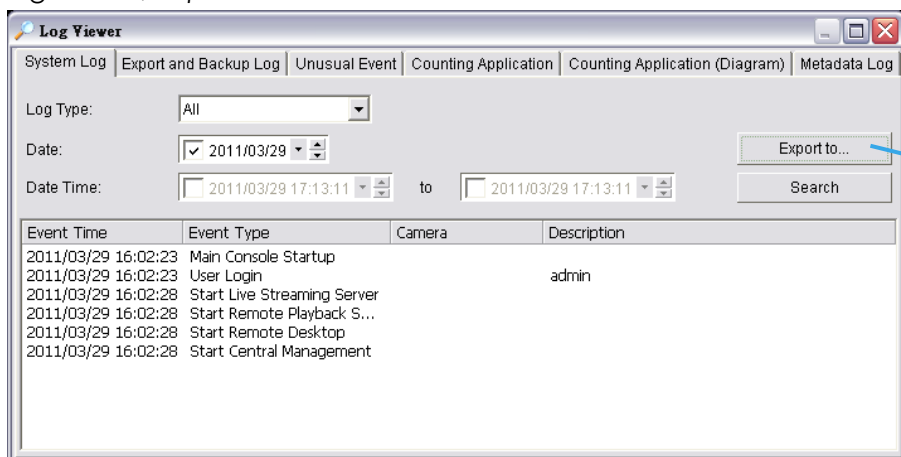 Log Viewer
System Log Export and Backup Log Unusual Event Counting Application Counting Application (Diagram) Metadata Log
Log Type: All
Date: 2011/03/29 Export to...
Date Time: 2011/03/29 17:13:11 to 2011/03/29 17:13:11 Search
Event Time Event Type Camera Description
2011/03/29 16:02:23 Main Console Startup
2011/03/29 16:02:23 User Login admin
2011/03/29 16:02:28 Start Live Streaming Server
2011/03/29 16:02:28 Start Remote Playback S...
2011/03/29 16:02:28 Start Remote Desktop
2011/03/29 16:02:28 Start Central Management